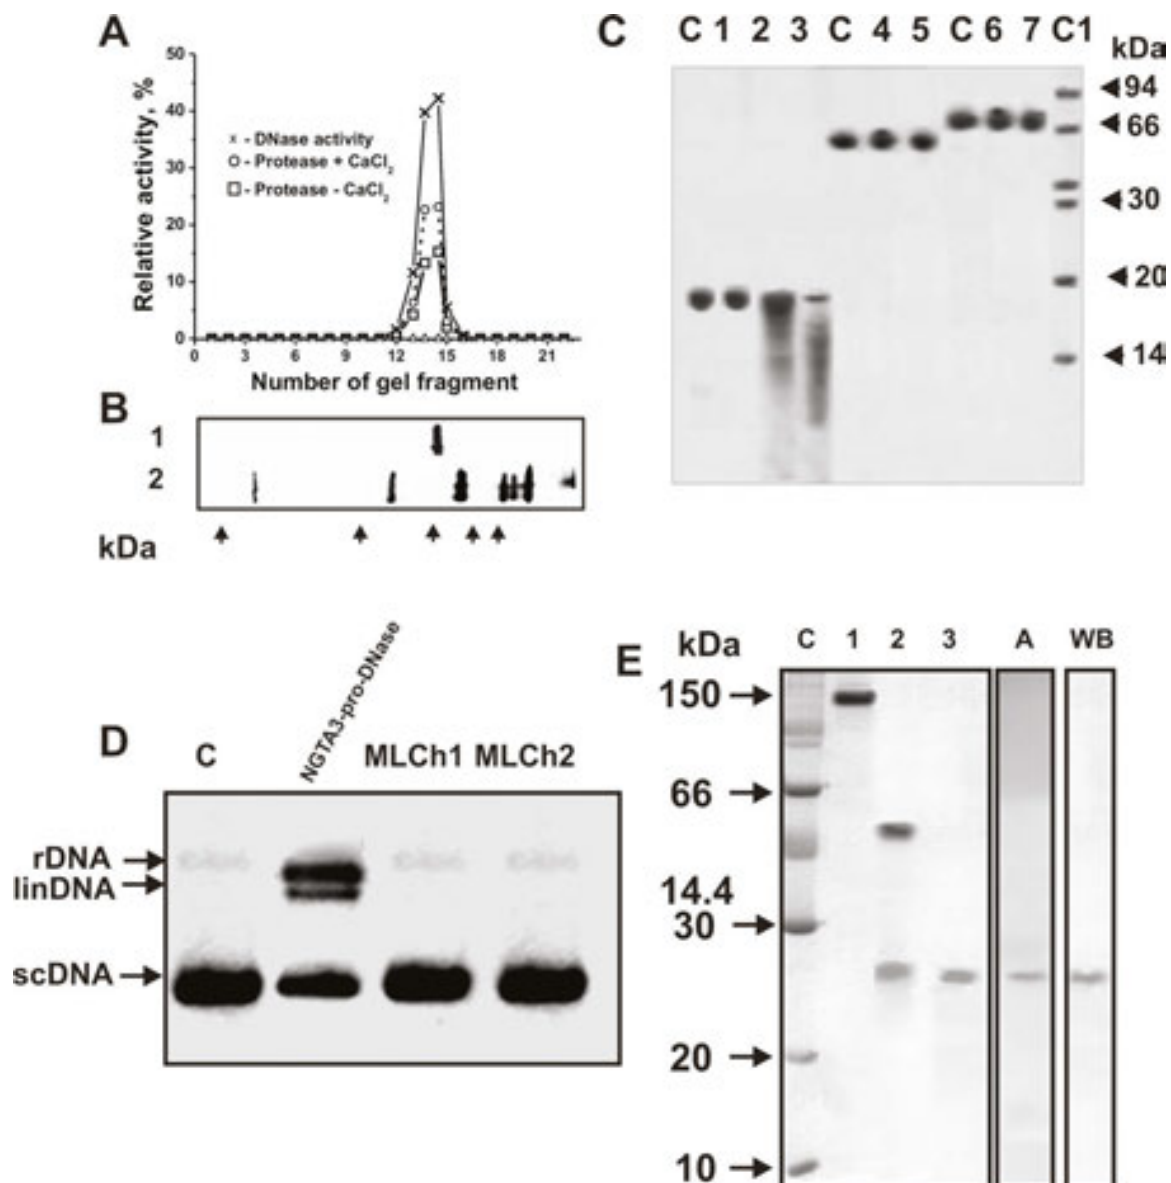 A
50
40
30
20
10
0
Relative activity, %
x - DNase activity
○ - Protease + CaCl₂
□ - Protease - CaCl₂
0 3 6 9 12 15 18 21
Number of gel fragment
B
1
2
kDa
C
C 1 2 3 C 4 5 C 6 7 C1
kDa
94
66
30
20
14
D
C NGTA3-pro-DNase MLCh1 MLCh2
rDNA
linDNA
scDNA
E
kDa C 1 2 3 A WB
150
66
14.4
30
20
10